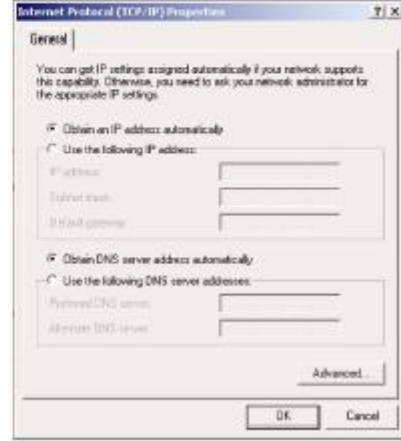 Internet Protocol (TCP/IP) Properties
General
You can get IP settings assigned automatically if your network supports
this capability. Otherwise, you need to ask your network administrator for
the appropriate IP settings.
Obtain an IP address automatically
Use the following IP address:
IP address:
Subnet mask:
Default gateway:
Obtain DNS server address automatically
Use the following DNS server addresses:
Preferred DNS server:
Alternate DNS server:
Advanced...
OK Cancel